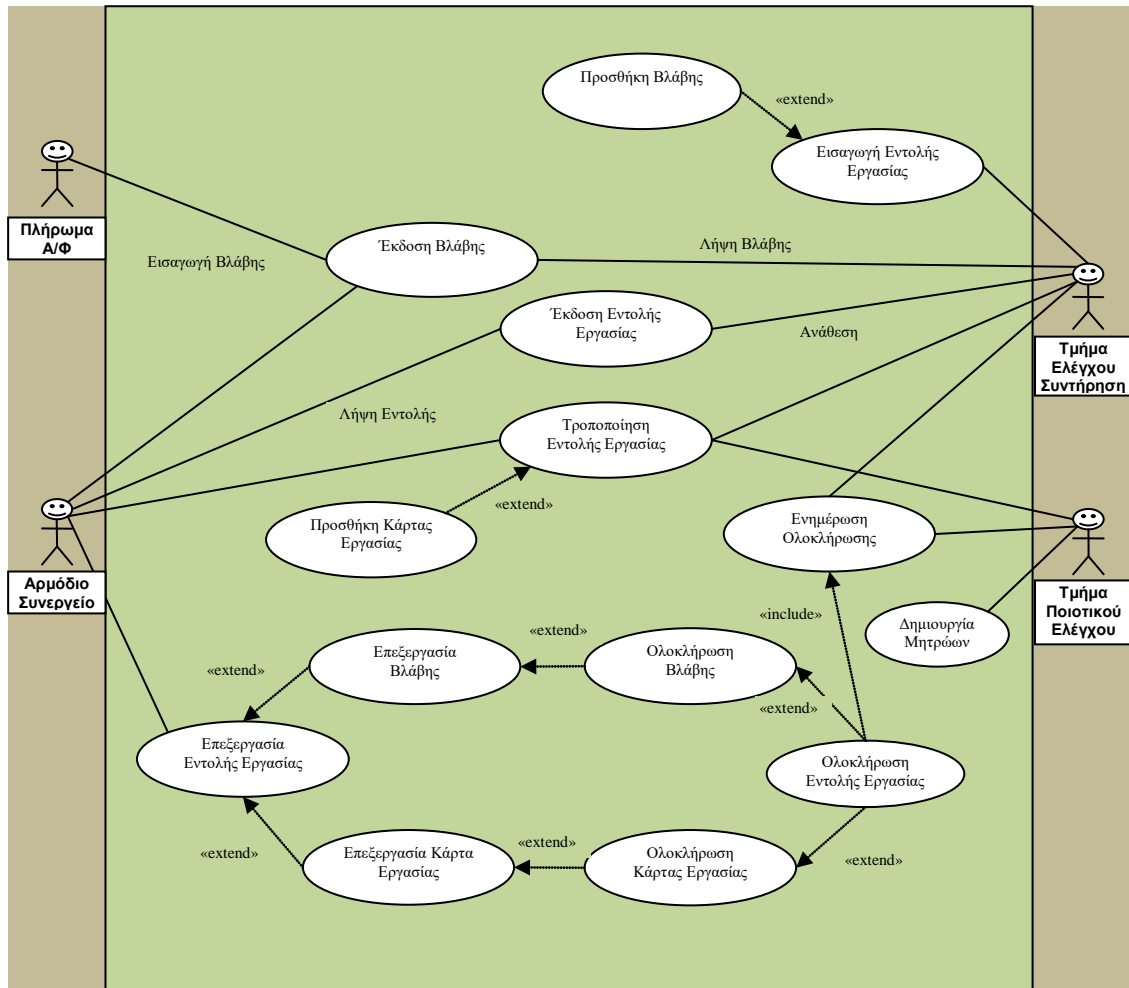 Προσθήκη Βλάβης
«extend»
Εισαγωγή Εντολής
Εργασίας
Πλήρωμα
Α/Φ
Εισαγωγή Βλάβης
Έκδοση Βλάβης
Λήψη Βλάβης
Έκδοση Εντολής
Εργασίας
Ανάθεση
Τμήμα
Ελέγχου
Συντήρηση
Λήψη Εντολής
Τροποποίηση
Εντολής Εργασίας
«extend»
Προσθήκη Κάρτας
Εργασίας
Ενημέρωση
Ολοκλήρωσης
Αρμόδιο
Συνεργείο
Τμήμα
Ποιοτικού
Ελέγχου
«include»
Δημιουργία
Μητρώων
«extend»
Επεξεργασία
Βλάβης
«extend»
Ολοκλήρωση
Βλάβης
«extend»
Επεξεργασία
Εντολής Εργασίας
Ολοκλήρωση
Εντολής Εργασίας
«extend»
Επεξεργασία Κάρτα
Εργασίας
«extend»
Ολοκλήρωση
Κάρτας Εργασίας
«extend»